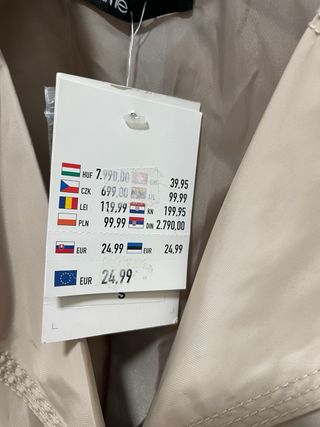 HUF 7.990,00 39.95
CZK 699,00 99,99
LEI 119,99 KN 199,95
PLN 99,99 DIN 2.790,00
EUR 24.99 EUR 24,99
EUR 24,99
S